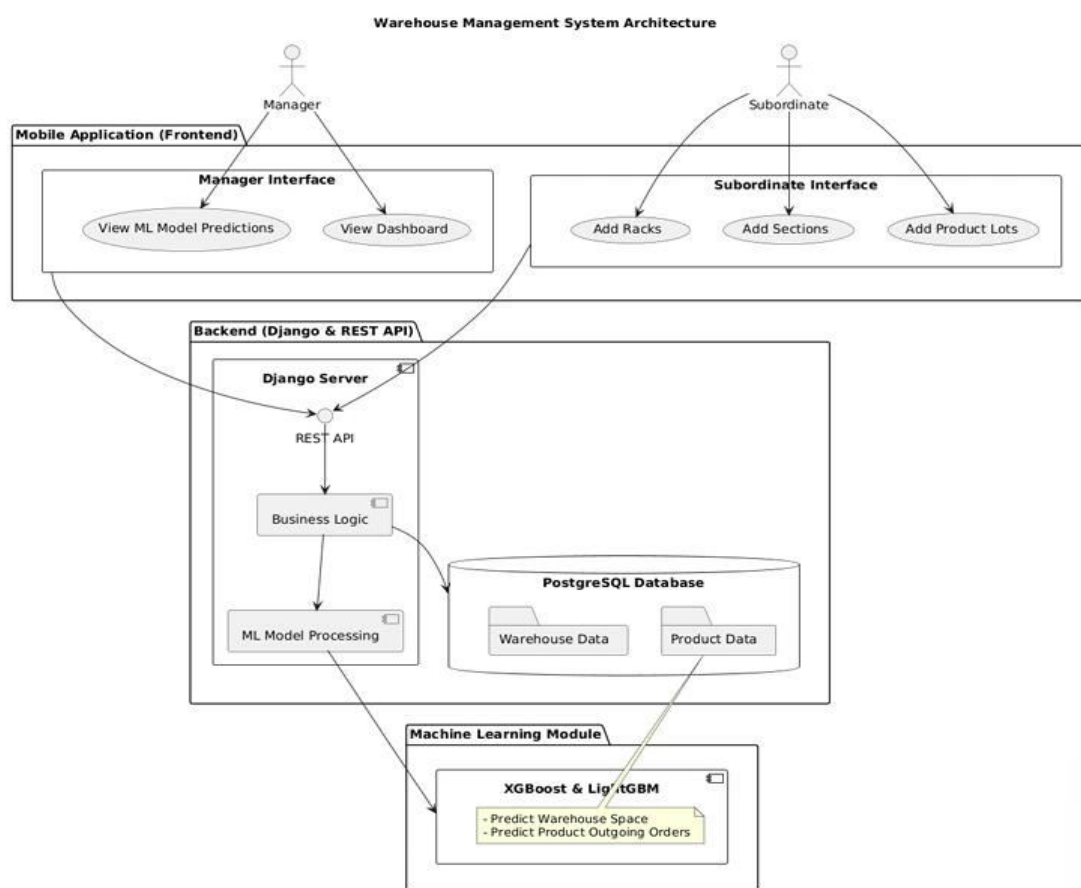 Warehouse Management System Architecture
Manager
Subordinate
Mobile Application (Frontend)
Manager Interface
Subordinate Interface
View ML Model Predictions
View Dashboard
Add Racks
Add Sections
Add Product Lots
Backend (Django & REST API)
Django Server
REST API
Business Logic
PostgreSQL Database
ML Model Processing
Warehouse Data
Product Data
Machine Learning Module
XGBoost & LightGBM
- Predict Warehouse Space
- Predict Product Outgoing Orders